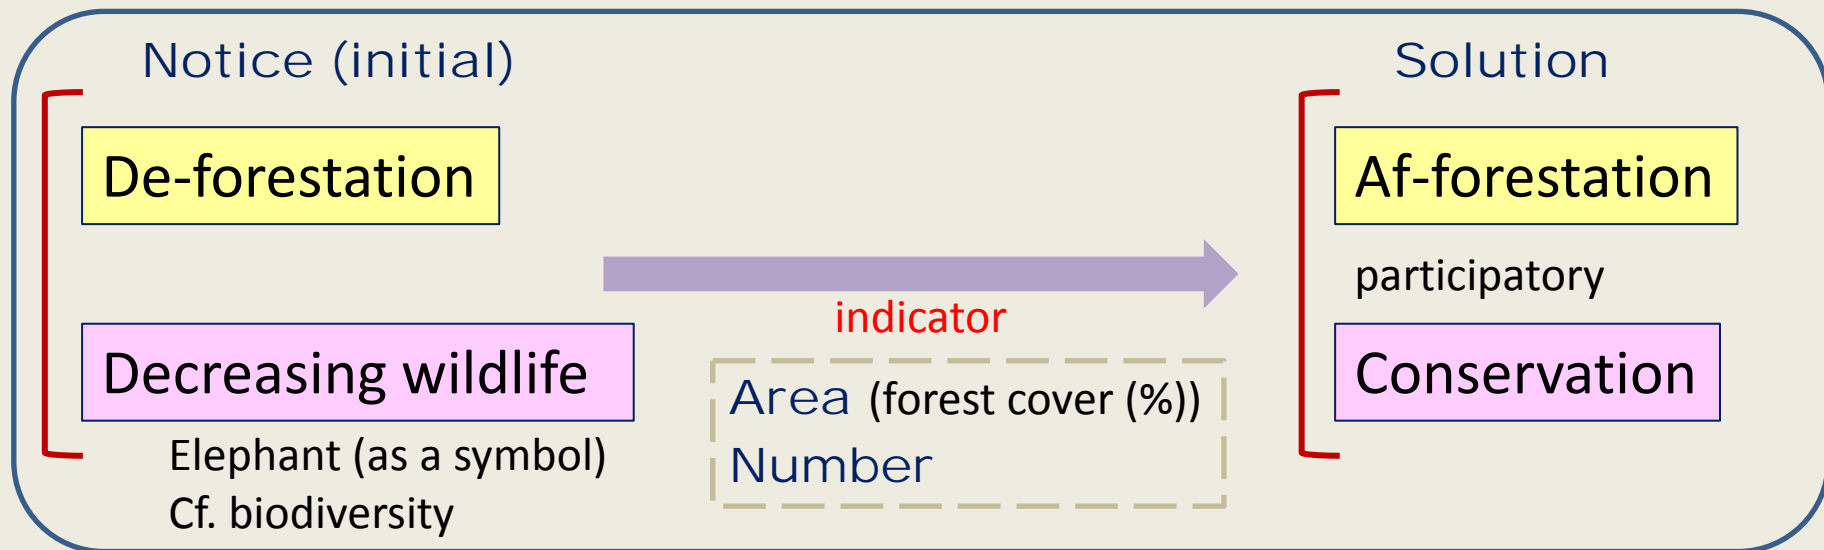 Notice (initial)
De-forestation
Decreasing wildlife
Elephant (as a symbol)
Cf. biodiversity
indicator
Area (forest cover (%))
Number
Solution
Af-forestation
participatory
Conservation